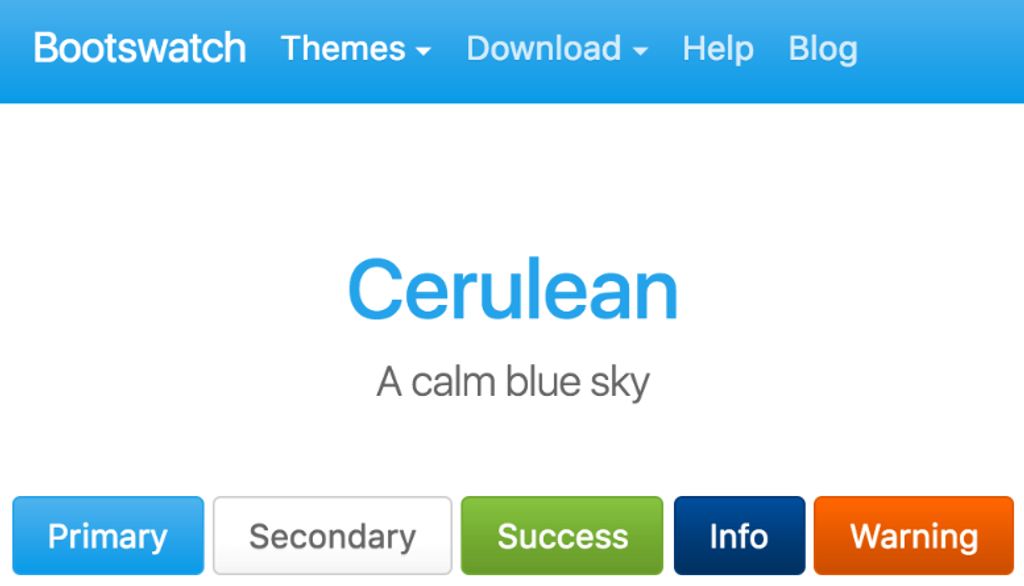 Bootswatch Themes Download Help Blog
Cerulean
A calm blue sky
Primary Secondary Success Info Warning